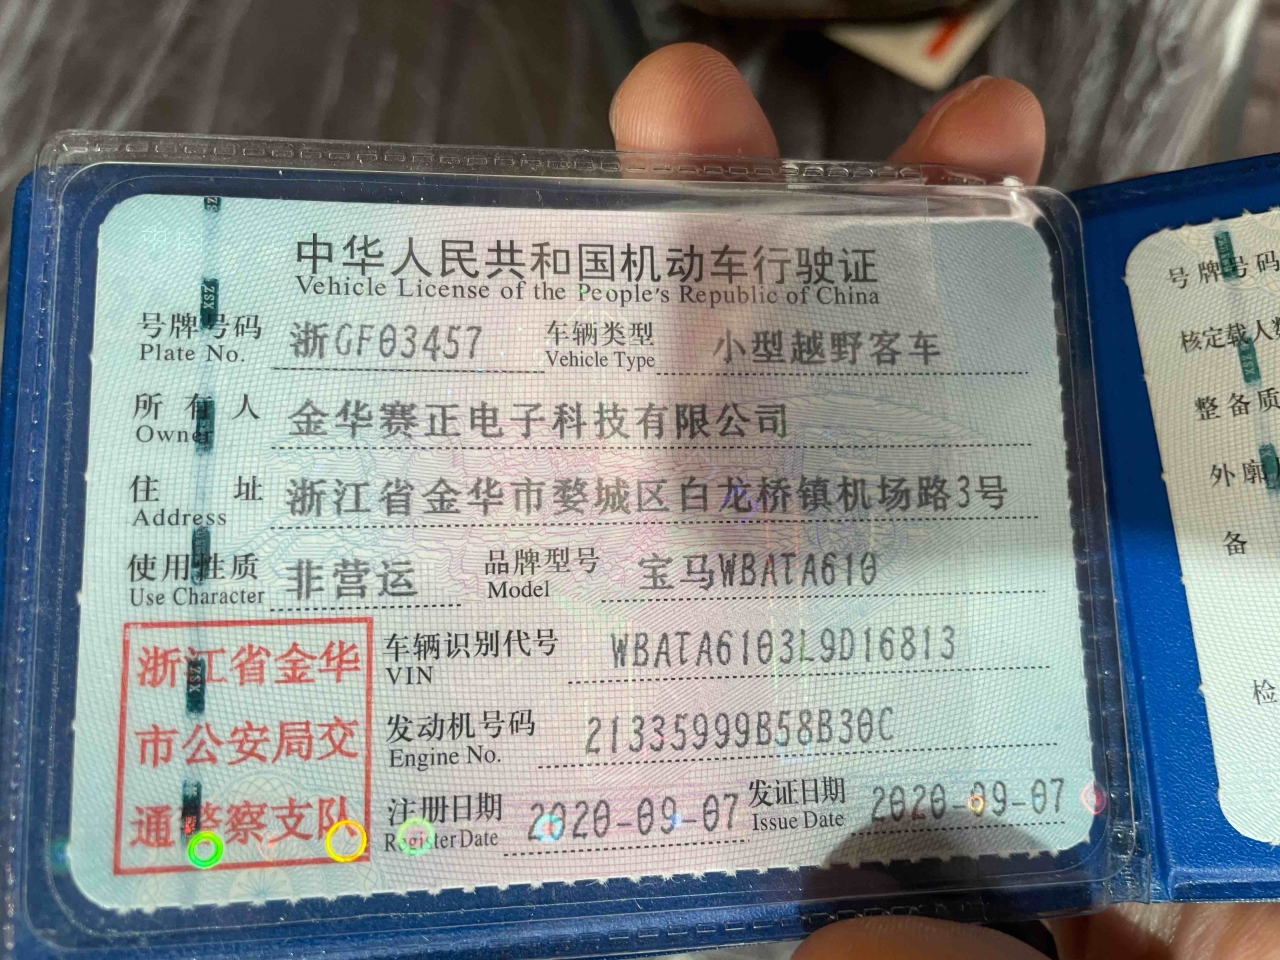 中华人民共和国机动车行驶证
Vehicle License of the People's Republic of China
号牌号码 浙GF03457 车辆类型 小型越野客车
Plate No. Vehicle Type
所有人 金华赛正电子科技有限公司
Owner
住址 浙江省金华市婺城区白龙桥镇机场路3号
Address
使用性质 非营运 品牌型号 宝马WBATA610
Use Character Model
车辆识别代号 WBATA6103L9D16813
VIN
发动机号码 21335999B58B30C
Engine No.
注册日期 2020-09-07 发证日期 2020-09-07
Register Date Issue Date
浙江省金华
市公安局交
通警察支队
号牌号码
核定载人
整备质
外廓
备
检